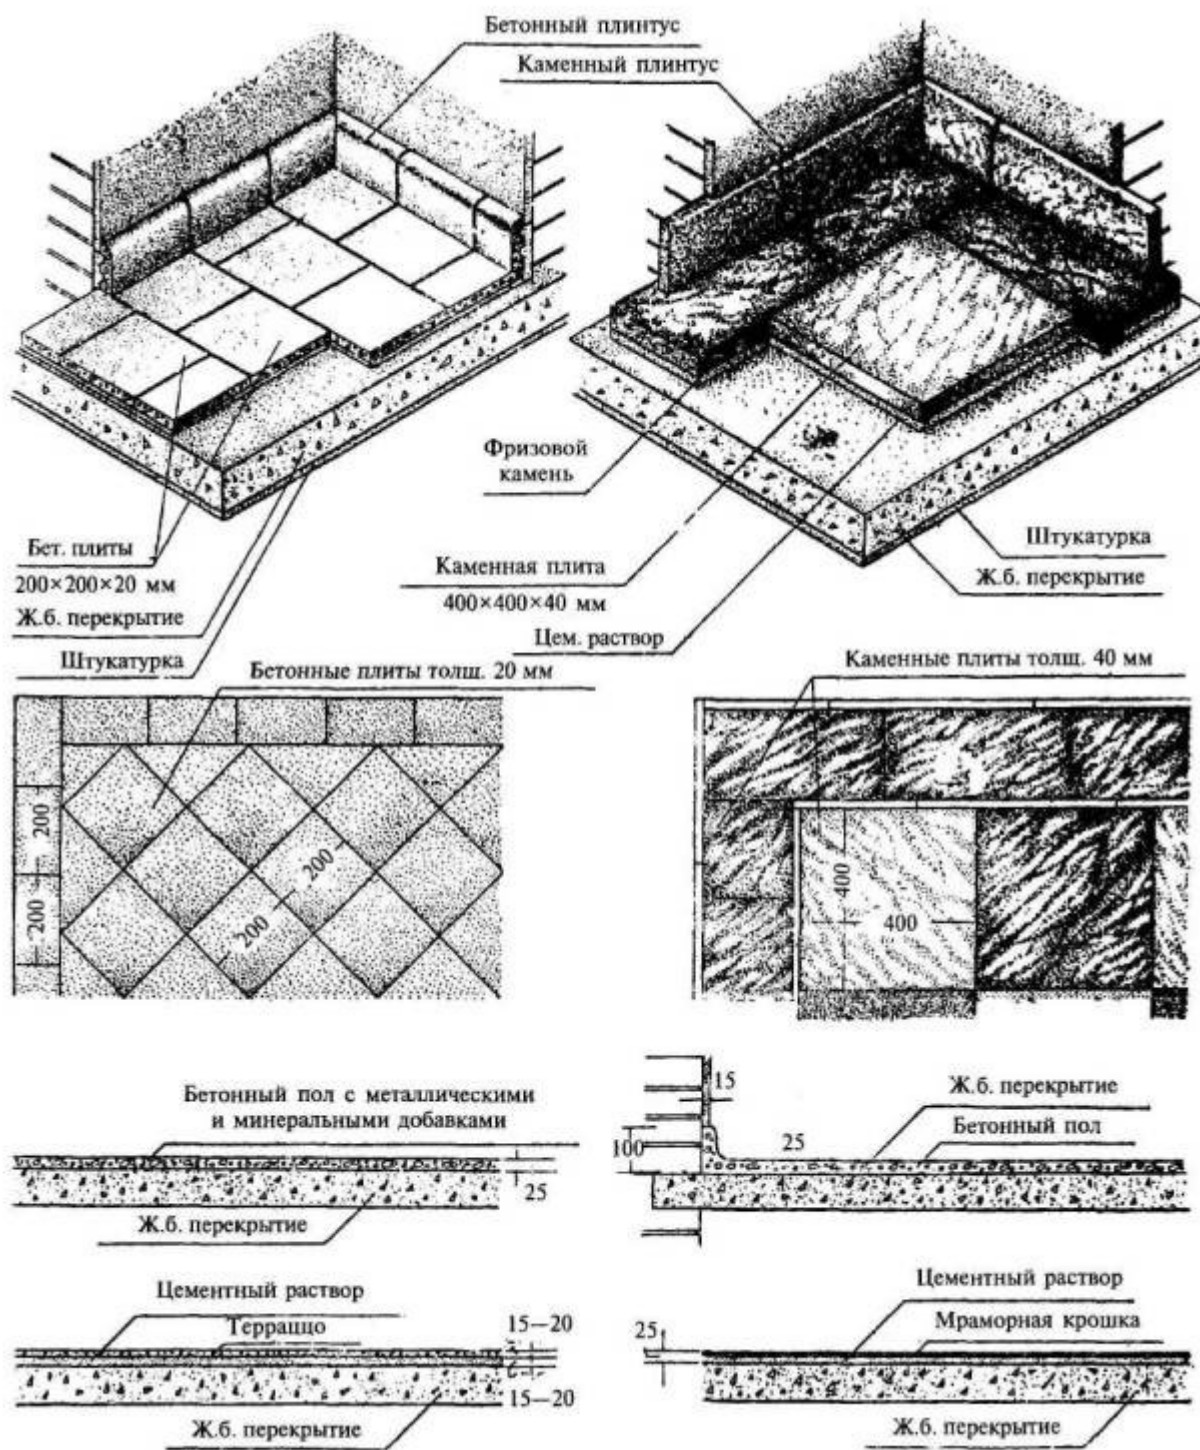 Бетонный плинтус
Каменный плинтус
Фризовой
камень
Бет. плиты
200×200×20 мм
Ж.б. перекрытие
Штукатурка
Каменная плита
400×400×40 мм
Цем. раствор
Штукатурка
Ж.б. перекрытие
Бетонные плиты толщ. 20 мм
200
200
200
200
Каменные плиты толщ. 40 мм
400
400
Бетонный пол с металлическими
и минеральными добавками
25
Ж.б. перекрытие
15
100
25
Ж.б. перекрытие
Бетонный пол
Цементный раствор
Терраццо
15—20
15—20
Ж.б. перекрытие
25
Цементный раствор
Мраморная крошка
Ж.б. перекрытие